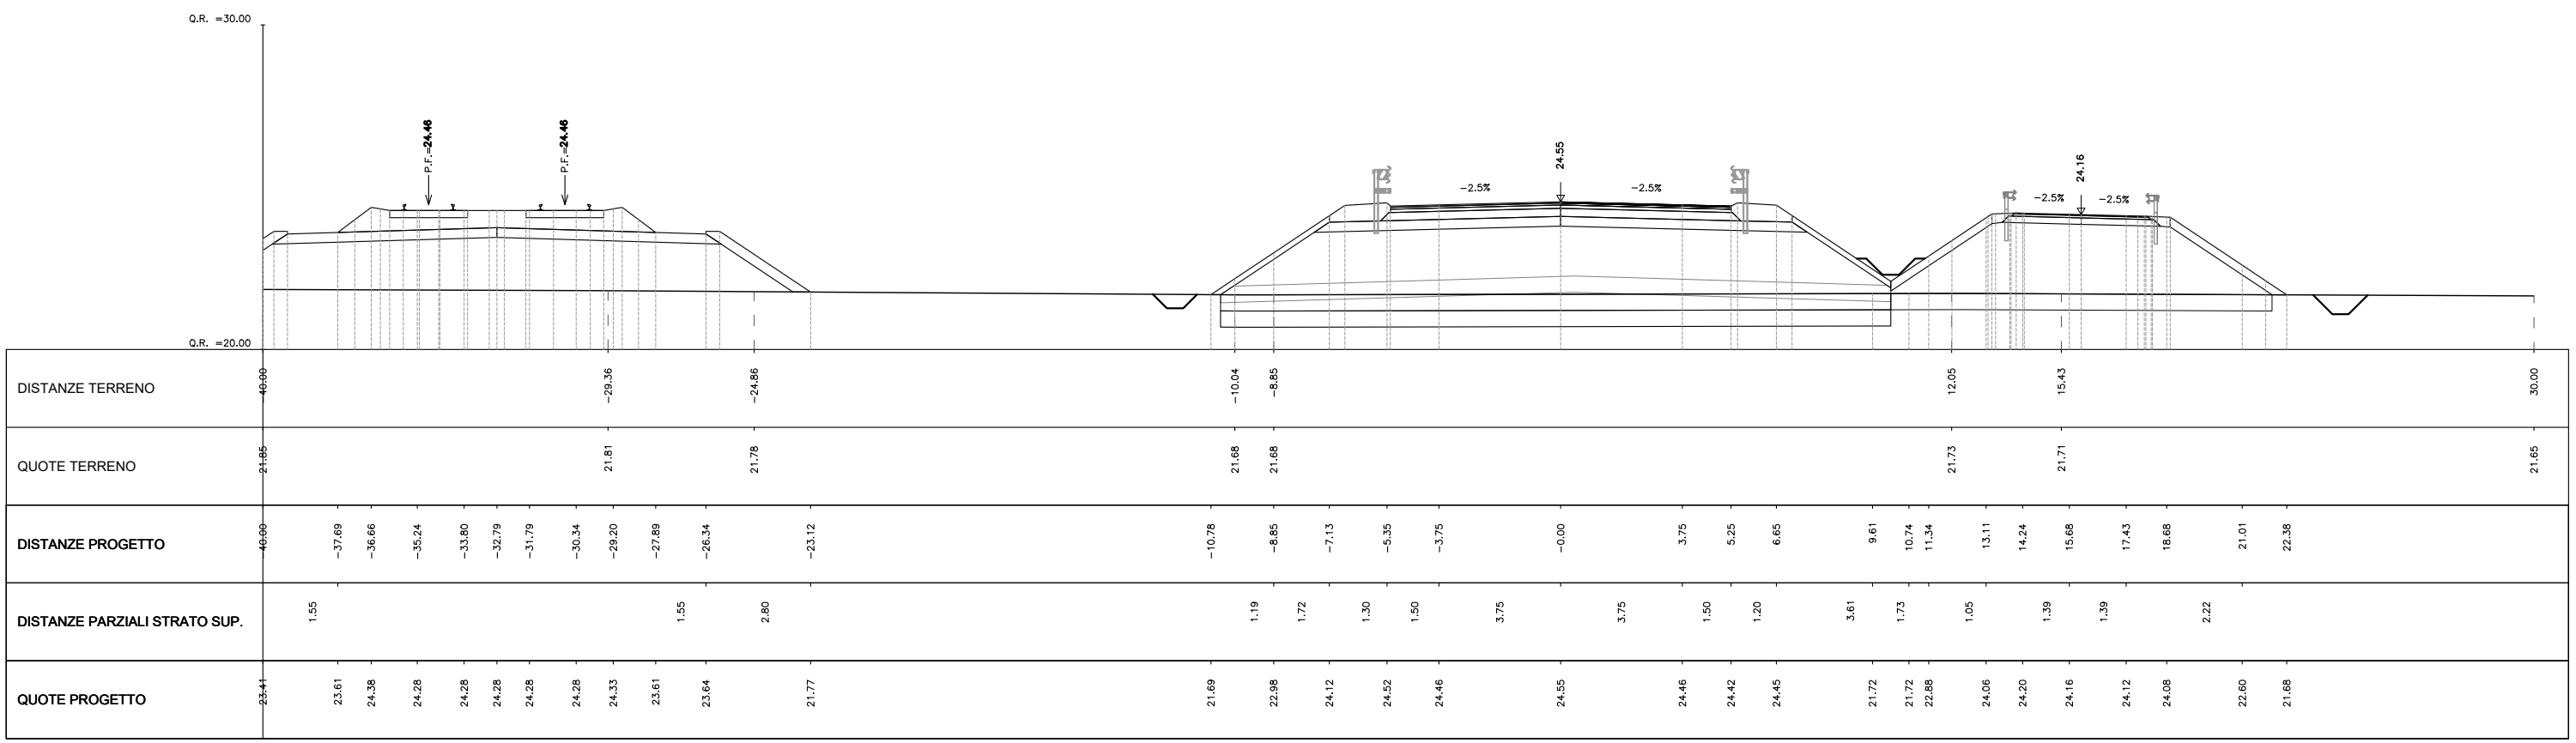 Q.R. =30.00
P.F.=24.46
P.F.=24.46
24.55
24.16
-2.5%
-2.5%
-2.5%
-2.5%
Q.R. =20.00
DISTANZE TERRENO -40.00 -29.36 -24.86 -10.04 -8.85 12.05 15.43 30.00
QUOTE TERRENO 21.85 21.81 21.78 21.68 21.68 21.73 21.71 21.65
DISTANZE PROGETTO -40.00 -37.69 -36.66 -35.24 -33.80 -32.79 -31.79 -30.34 -29.20 -27.89 -26.34 -23.12 -10.78 -8.85 -7.13 -5.35 -3.75 -0.00 3.75 5.25 6.65 9.61 10.74 11.34 13.11 14.24 15.68 17.43 18.68 21.01 22.38
DISTANZE PARZIALI STRATO SUP. 1.55 1.55 2.80 1.19 1.72 1.30 1.50 3.75 3.75 1.50 1.20 3.61 1.73 1.05 1.39 1.39 2.22
QUOTE PROGETTO 23.41 23.61 24.38 24.28 24.28 24.28 24.28 24.28 24.33 23.61 23.64 21.77 21.69 22.98 24.12 24.52 24.46 24.55 24.46 24.42 24.45 21.72 21.72 22.88 24.06 24.20 24.16 24.12 24.08 22.60 21.68